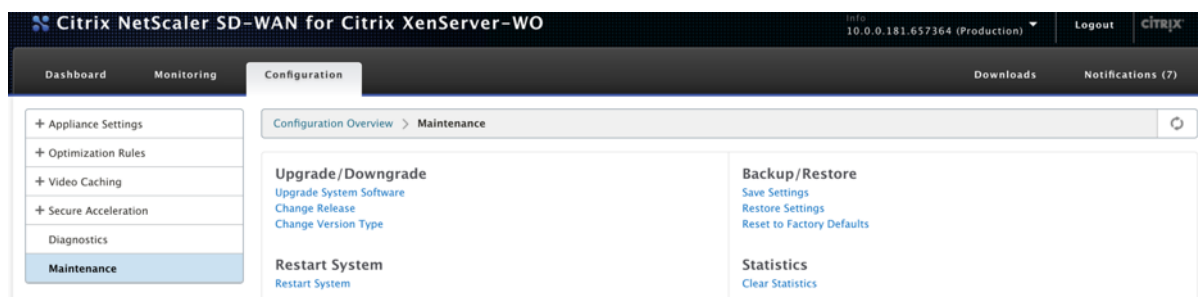 Citrix NetScaler SD-WAN for Citrix XenServer-WO
Info
10.0.0.181.657364 (Production)
Logout
CİTRIX
Dashboard
Monitoring
Configuration
Downloads
Notifications (7)
+ Appliance Settings
+ Optimization Rules
+ Video Caching
+ Secure Acceleration
Diagnostics
Maintenance
Configuration Overview > Maintenance
Upgrade/Downgrade
Upgrade System Software
Change Release
Change Version Type
Restart System
Restart System
Backup/Restore
Save Settings
Restore Settings
Reset to Factory Defaults
Statistics
Clear Statistics